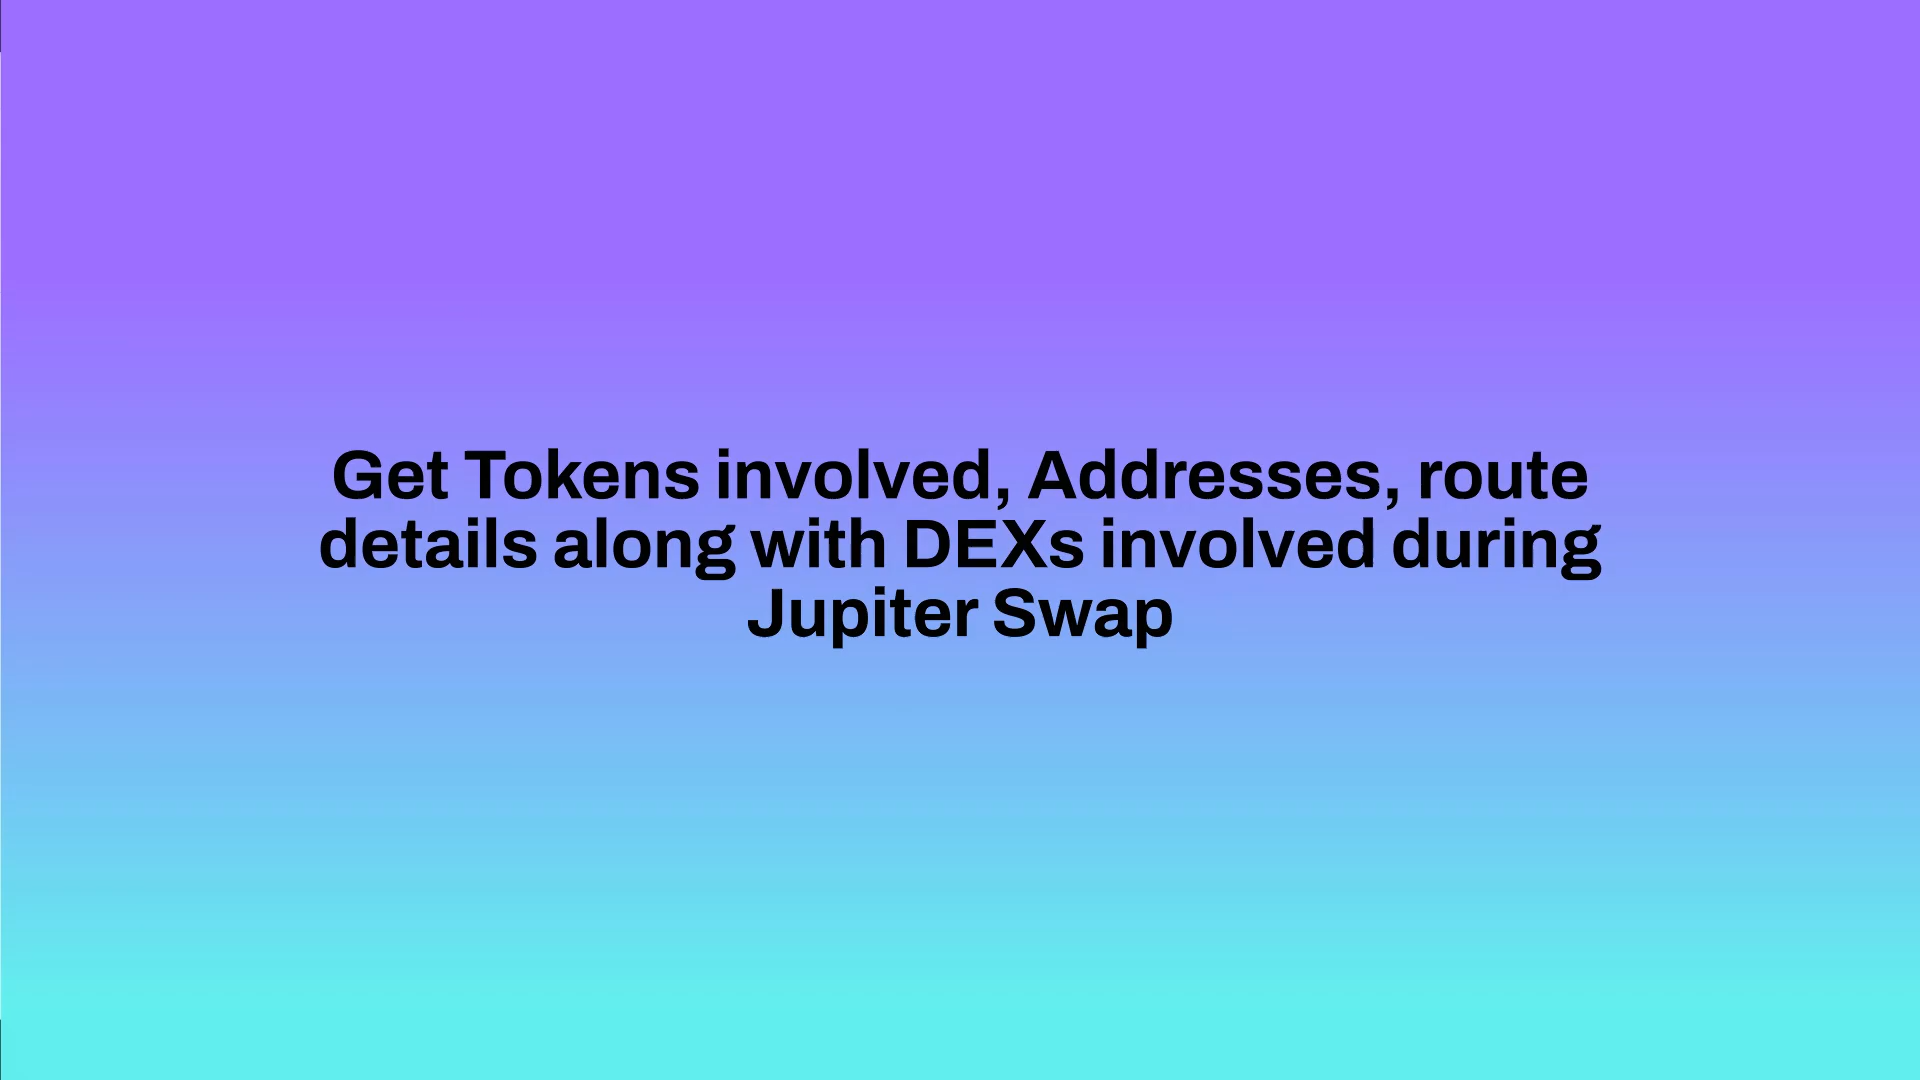 Get Tokens involved, Addresses, route
details along with DEXs involved during
Jupiter Swap